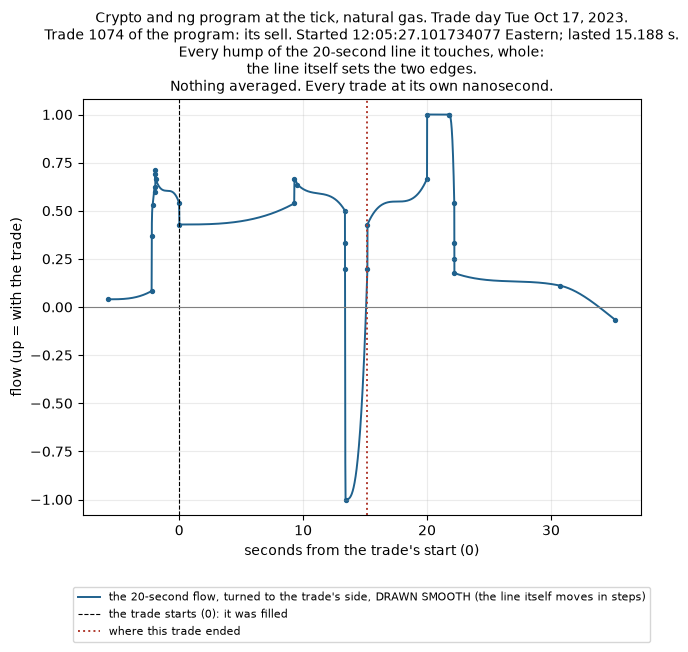 Crypto and ng program at the tick, natural gas. Trade day Tue Oct 17, 2023.
Trade 1074 of the program: its sell. Started 12:05:27.101734077 Eastern; lasted 15.188 s.
Every hump of the 20-second line it touches, whole:
the line itself sets the two edges.
Nothing averaged. Every trade at its own nanosecond.
1.00
0.75
0.50
0.25
0.00
−0.25
−0.50
−0.75
−1.00
flow (up = with the trade)
0 10 20 30
seconds from the trade's start (0)
the 20-second flow, turned to the trade's side, DRAWN SMOOTH (the line itself moves in steps)
the trade starts (0): it was filled
where this trade ended